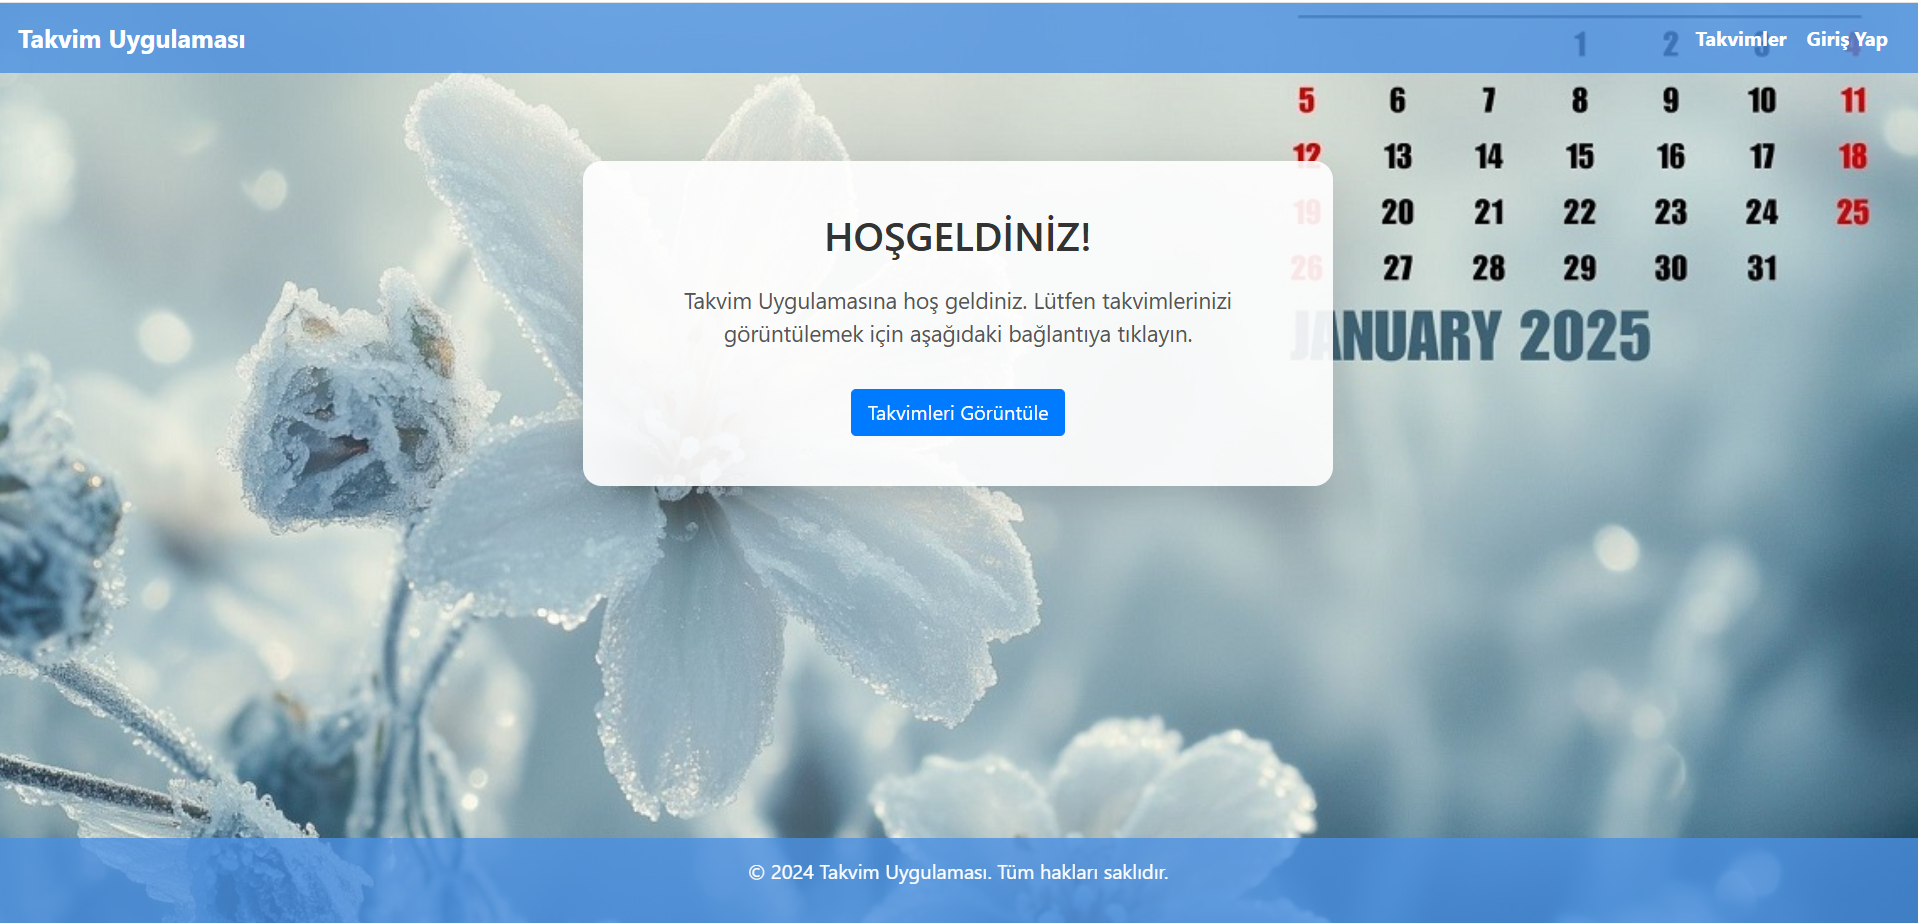 Takvim Uygulaması
Takvimler Giriş Yap
1 2 3 4
5 6 7 8 9 10 11
12 13 14 15 16 17 18
19 20 21 22 23 24 25
26 27 28 29 30 31
JANUARY 2025
HOŞGELDİNİZ!
Takvim Uygulamasına hoş geldiniz. Lütfen takvimlerinizi
görüntülemek için aşağıdaki bağlantıya tıklayın.
Takvimleri Görüntüle
© 2024 Takvim Uygulaması. Tüm hakları saklıdır.